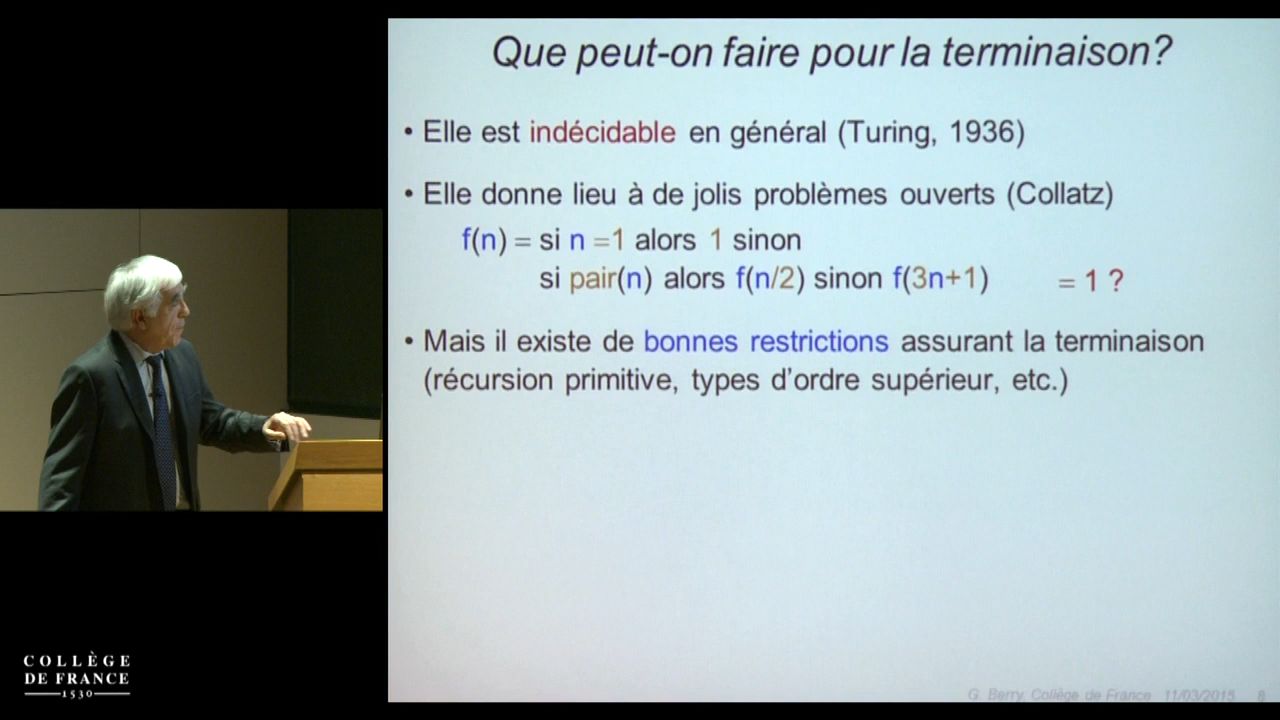 Que peut-on faire pour la terminaison?
• Elle est indécidable en général (Turing, 1936)
• Elle donne lieu à de jolis problèmes ouverts (Collatz)
f(n) = si n =1 alors 1 sinon
si pair(n) alors f(n/2) sinon f(3n+1) = 1 ?
• Mais il existe de bonnes restrictions assurant la terminaison
(récursion primitive, types d'ordre supérieur, etc.)
COLLÈGE
DE FRANCE
1530
G. Berry, Collège de France 11/03/2015 8